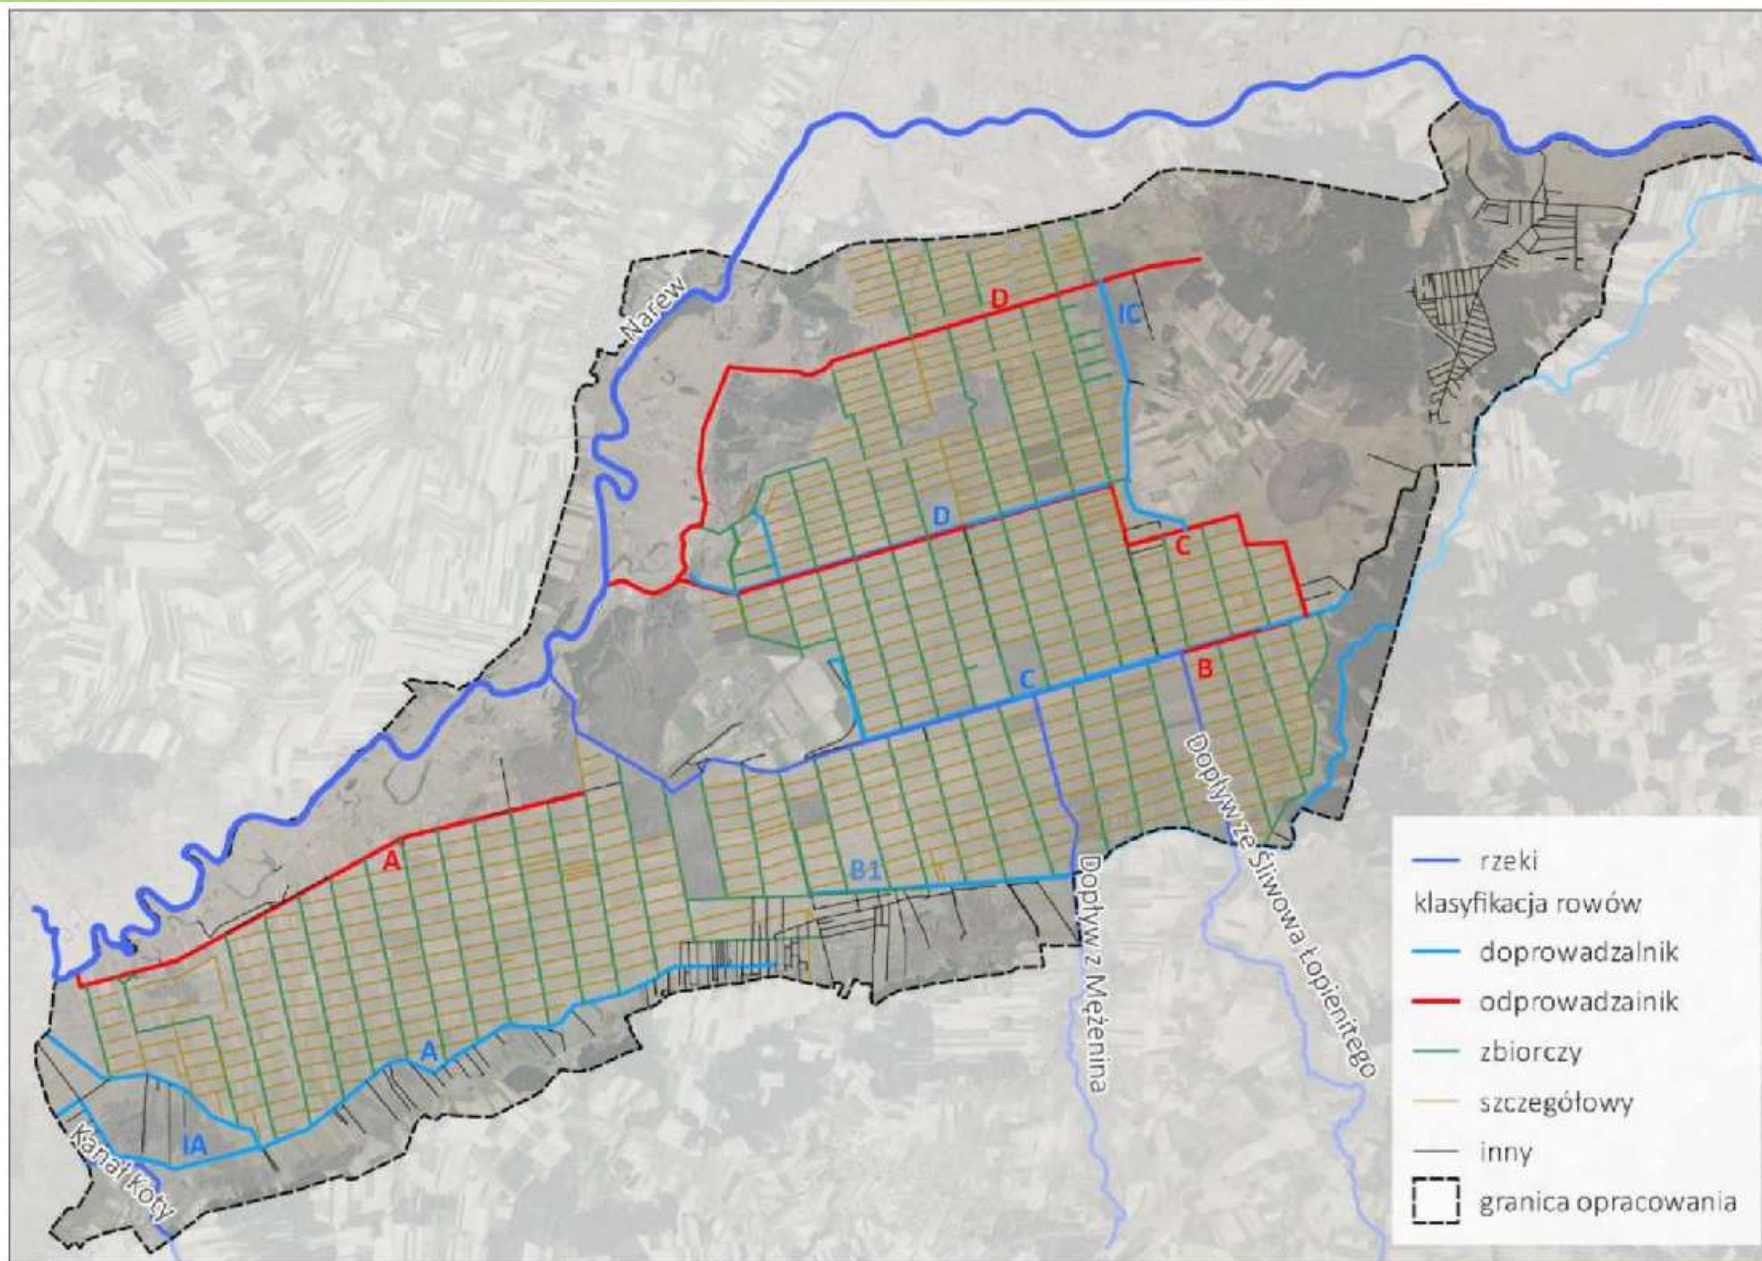 Narew
D
IC
D
C
C
B
A
B1
A
IA
Kanał Koty
Dopływ z Mężenina
Dopływ ze Śliwowa Łopienitego
rzeki
klasyfikacja rowów
doprowadzalnik
odprowadzalnik
zbiorczy
szczegółowy
inny
granica opracowania